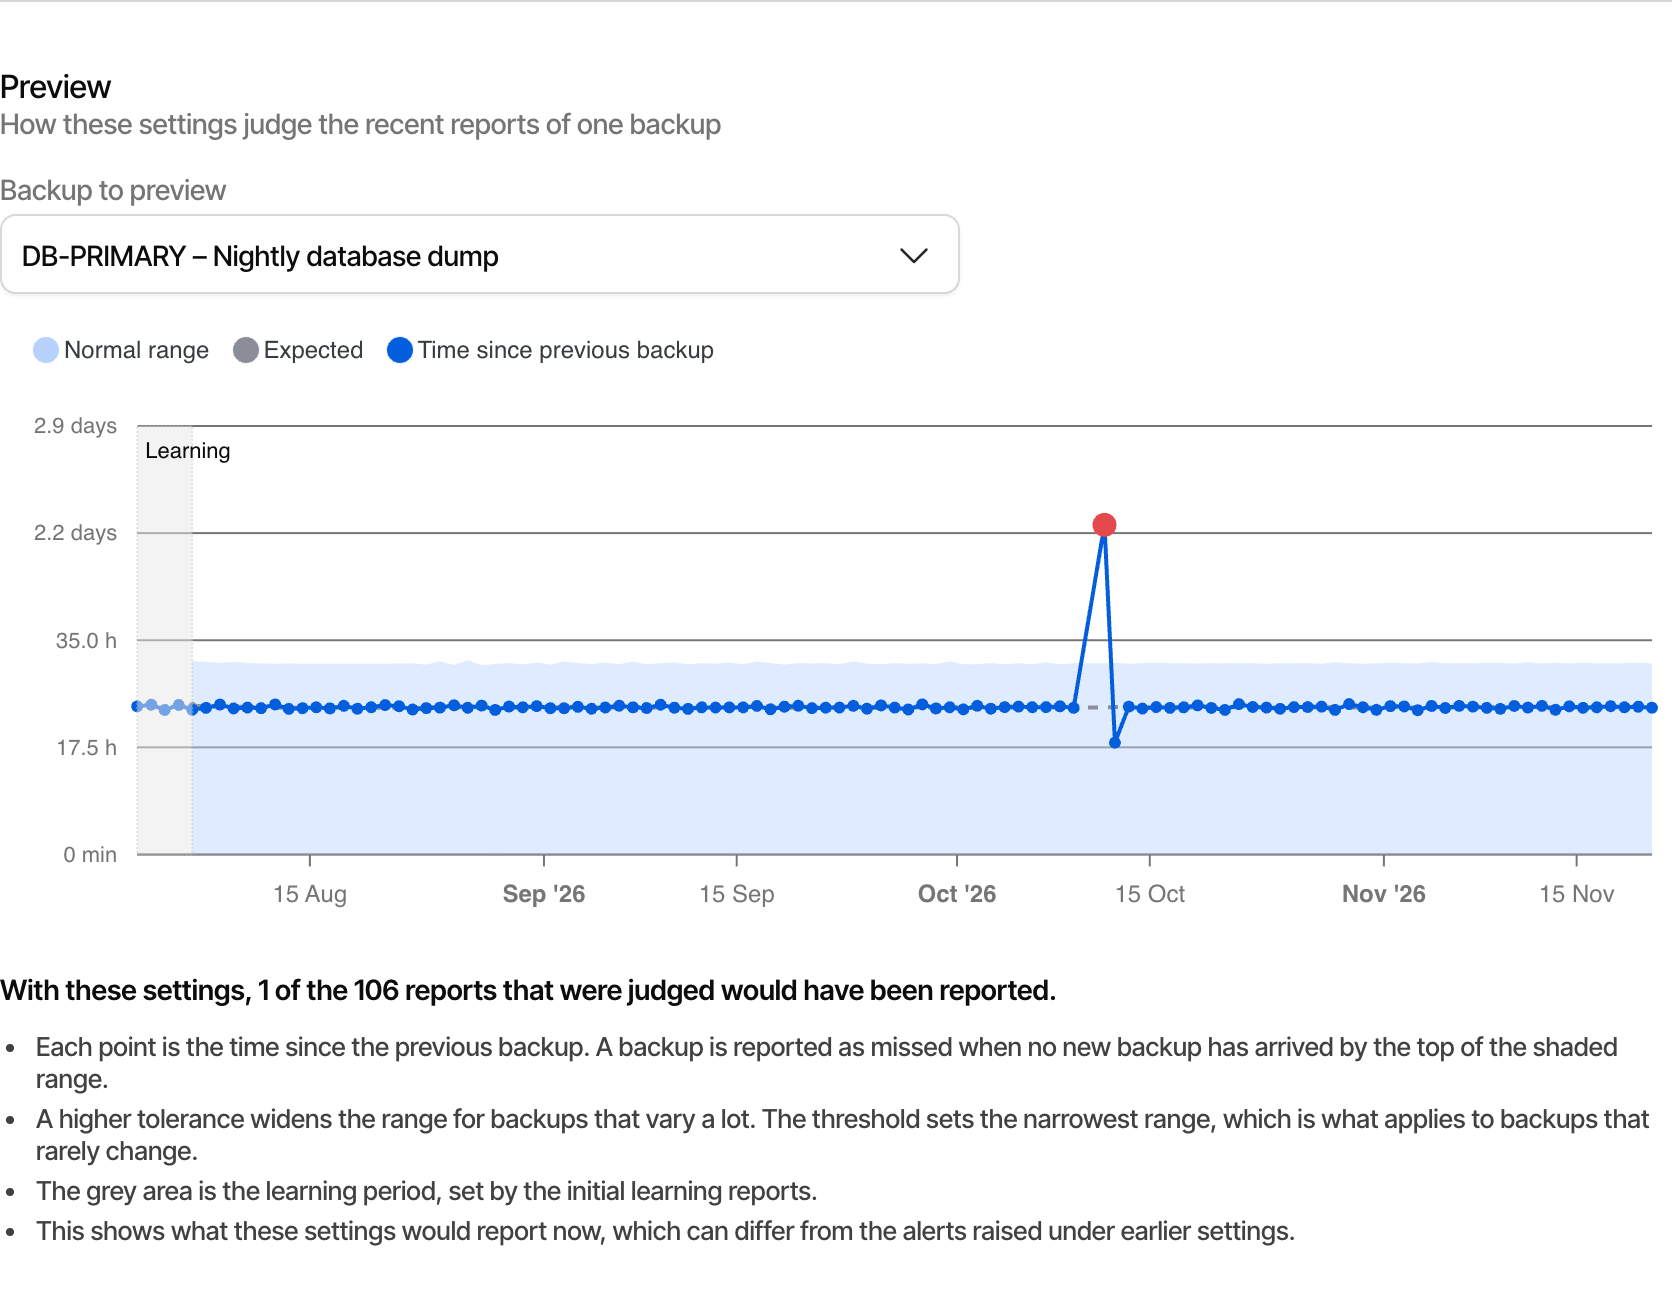 Preview
How these settings judge the recent reports of one backup
Backup to preview
DB-PRIMARY – Nightly database dump
Normal range
Expected
Time since previous backup
2.9 days
Learning
2.2 days
35.0 h
17.5 h
0 min
15 Aug
Sep '26
15 Sep
Oct '26
15 Oct
Nov '26
15 Nov
With these settings, 1 of the 106 reports that were judged would have been reported.
• Each point is the time since the previous backup. A backup is reported as missed when no new backup has arrived by the top of the shaded
range.
• A higher tolerance widens the range for backups that vary a lot. The threshold sets the narrowest range, which is what applies to backups that
rarely change.
• The grey area is the learning period, set by the initial learning reports.
• This shows what these settings would report now, which can differ from the alerts raised under earlier settings.